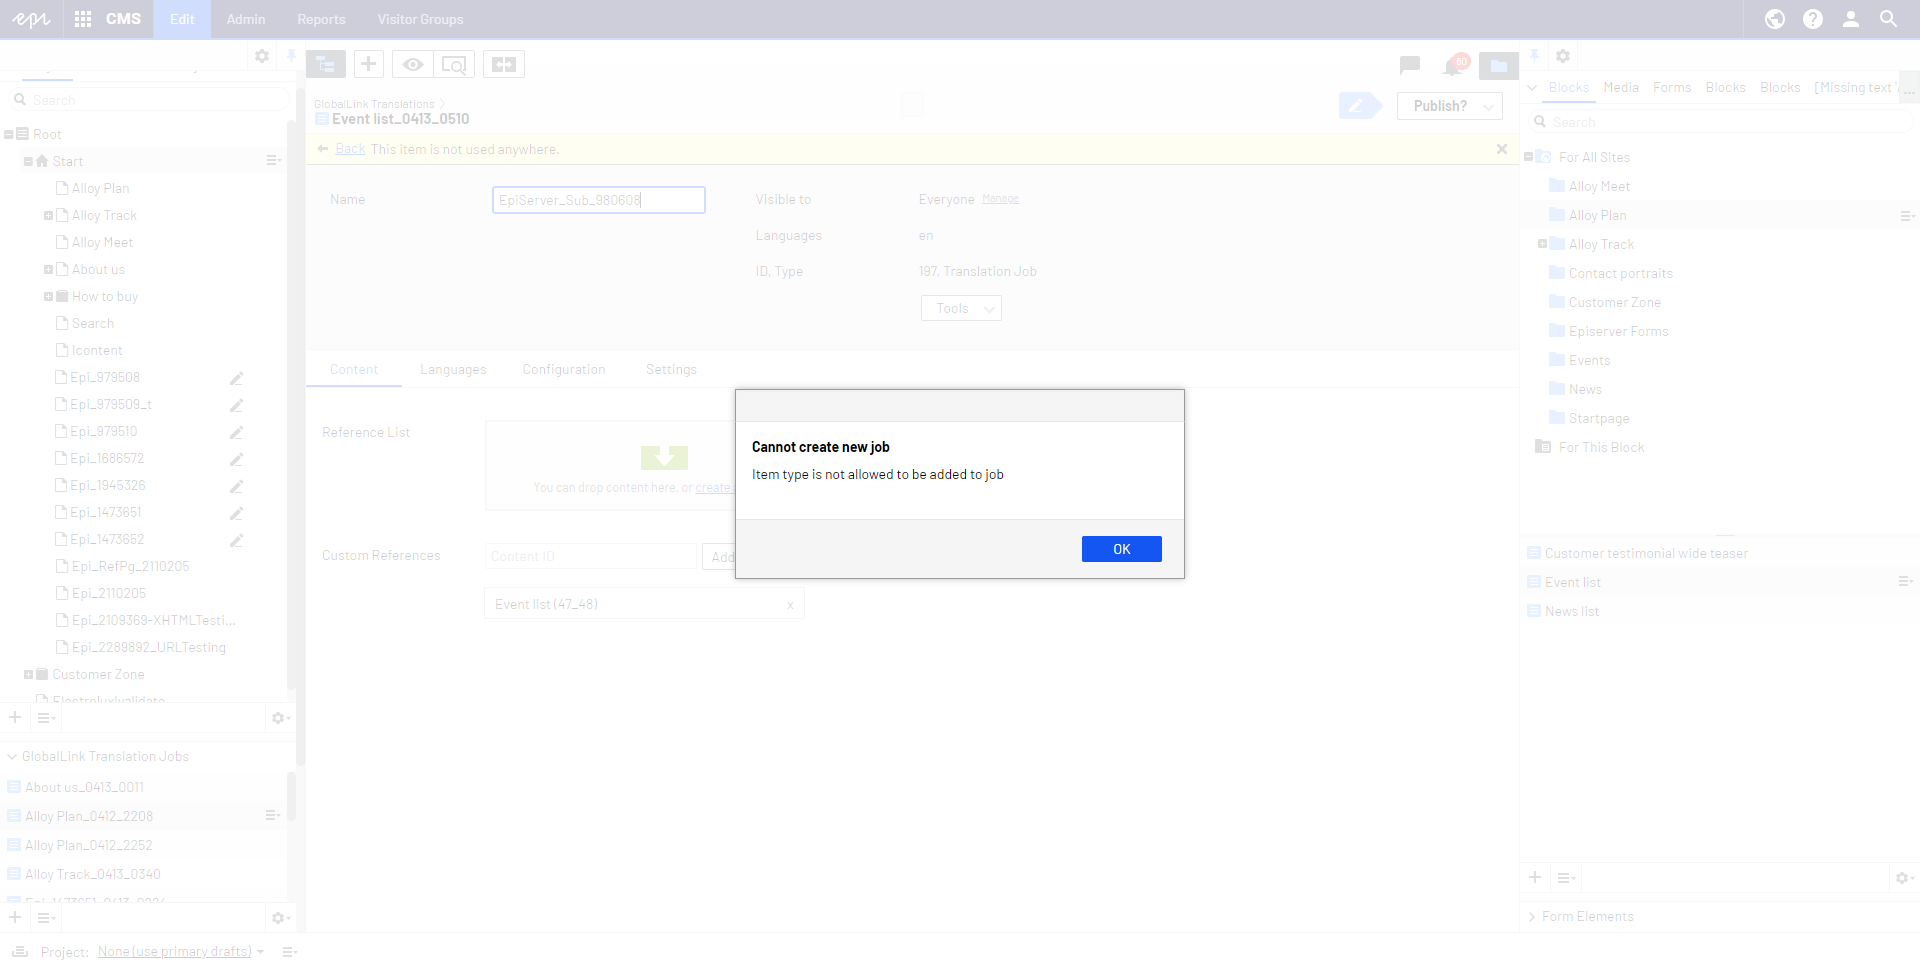 epi
CMS
Edit
Admin
Reports
Visitor Groups
80
Search
Root
Start
Alloy Plan
Alloy Track
Alloy Meet
About us
How to buy
Search
Icontent
Epi_979508
Epi_979509_t
Epi_979510
Epi_1686572
Epi_1945326
Epi_1473651
Epi_1473652
Epi_RefPg_2110205
Epi_2110205
Epi_2109369-XHTMLTesti...
Epi_2289892_URLTesting
Customer Zone
GlobalLink Translation Jobs
About us_0413_0011
Alloy Plan_0412_2208
Alloy Plan_0412_2252
Alloy Track_0413_0340
Project: None (use primary drafts)
GlobalLink Translations
Event list_0413_0510
Publish?
Back This item is not used anywhere.
Name
EpiServer_Sub_980608
Visible to
Everyone Manage
Languages
en
ID, Type
197, Translation Job
Tools
Content
Languages
Configuration
Settings
Reference List
You can drop content here, or create
Custom References
Content ID
Add
Event list (47_48)
x
Cannot create new job
Item type is not allowed to be added to job
OK
Blocks
Media
Forms
Blocks
Blocks
[Missing text '
...
Search
For All Sites
Alloy Meet
Alloy Plan
Alloy Track
Contact portraits
Customer Zone
Episerver Forms
Events
News
Startpage
For This Block
Customer testimonial wide teaser
Event list
News list
Form Elements